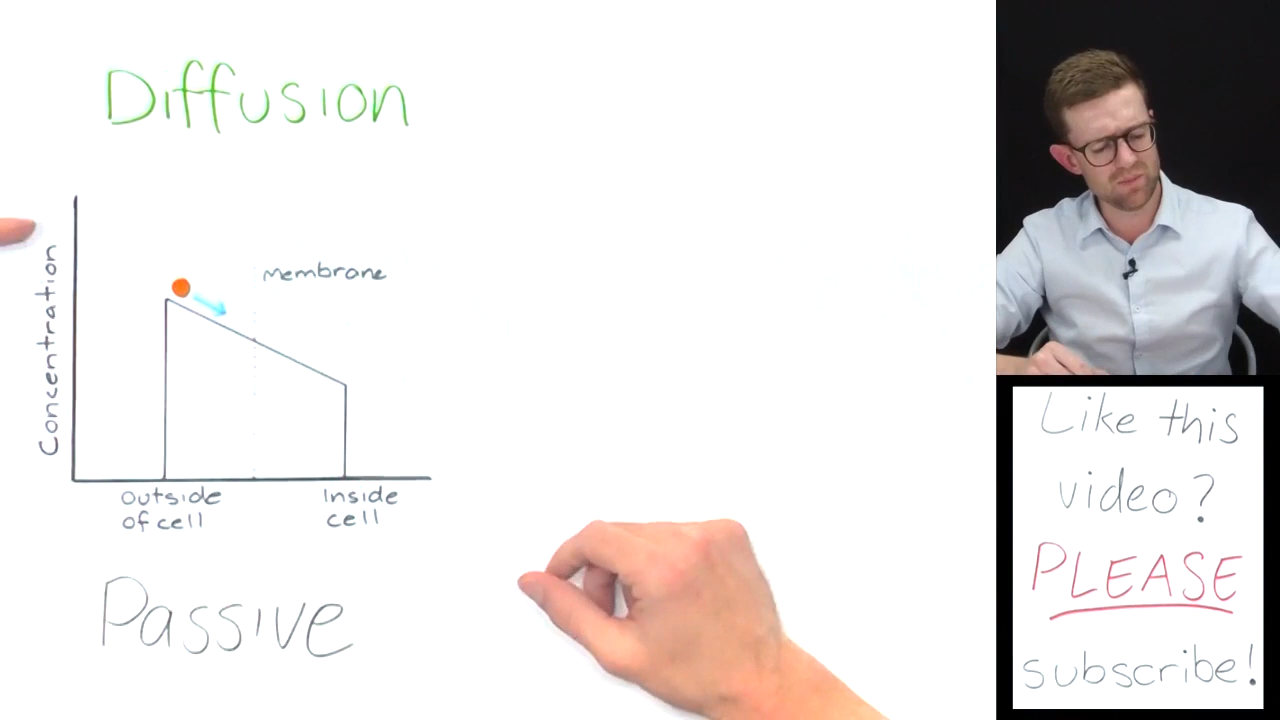 Diffusion
Concentration
Membrane
Outside
of cell
Inside
cell
Passive
Like this
video?
PLEASE
subscribe!